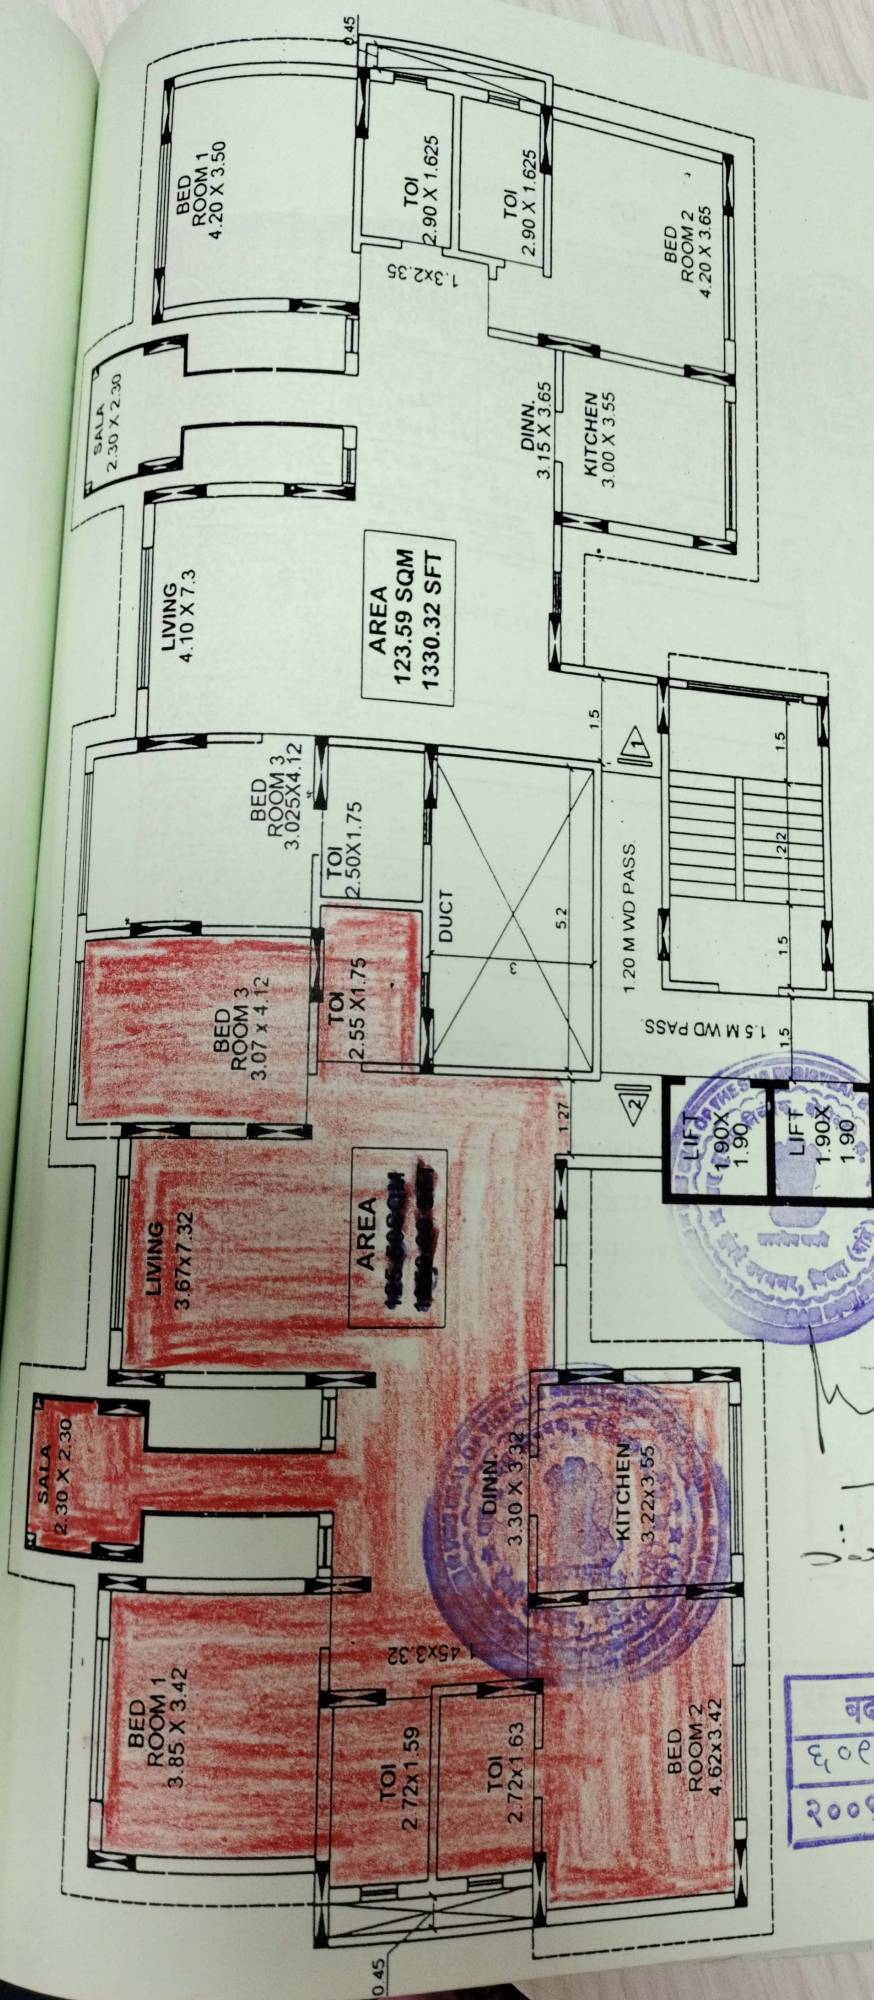 0.45
BED
ROOM 1
4.20 X 3.50
TOI
2.90 X 1.625
TOI
2.90 X 1.625
BED
ROOM 2
4.20 X 3.65
1.3x2.35
SALA
2.30 X 2.30
DINN.
3.15 X 3.65
KITCHEN
3.00 X 3.55
LIVING
4.10 X 7.3
AREA
123.59 SQM
1330.32 SFT
BED
ROOM 3
3.025X4.12
TOI
2.50X1.75
DUCT
5.2
3
1.5
1
1.20 M WD PASS.
1.5
2.2
1.5
1.5 M WD PASS.
1.5
BED
ROOM 3
3.07 x 4.12
TOI
2.55 X1.75
1.27
2
LIFT
1.90X
1.90
LIFT
1.90X
1.90
LIVING
3.67x7.32
AREA
SALA
2.30 X 2.30
DINN.
3.30 X 3.32
KITCHEN
3.22x3.55
1.45x3.32
BED
ROOM 1
3.85 X 3.42
TOI
2.72x1.59
TOI
2.72x1.63
BED
ROOM 2
4.62x3.42
0.45